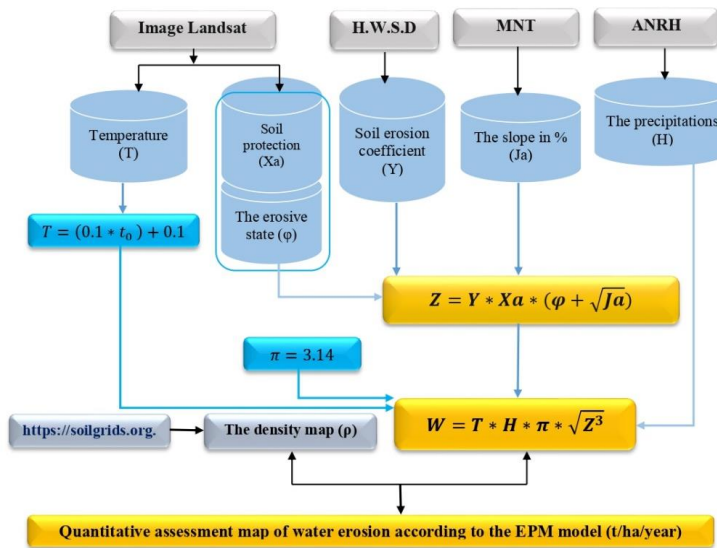 Image Landsat
H.W.S.D
MNT
ANRH
Temperature
(T)
Soil
protection
(Xa)
The erosive
state (φ)
Soil erosion
coefficient
(Y)
The slope in %
(Ja)
The precipitations
(H)
T = (0.1 * t₀) + 0.1
Z = Y * Xa * (φ + √Ja)
π = 3.14
W = T * H * π * √Z³
https://soilgrids.org.
The density map (ρ)
Quantitative assessment map of water erosion according to the EPM model (t/ha/year)